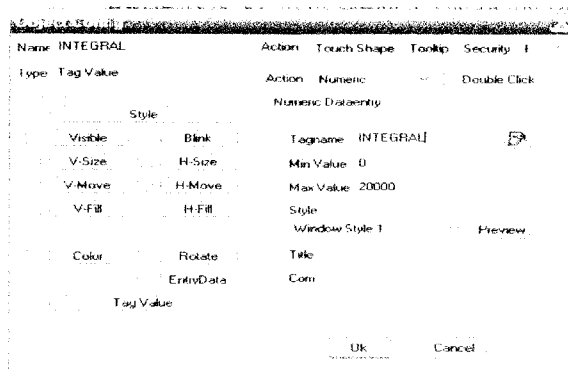 Name INTEGRAL
Type Tag Value
Style
Visible Blink
V-Size H-Size
V-Move H-Move
V-Fill H-Fill
Color Rotate
EntryData
Tag Value
Action Touch Shape Tooltip Security
Action Numeric Double Click
Numeric Dataentry
Tagname INTEGRAL
Min Value 0
Max Value 20000
Style
Window Style 1 Preview
Title
Com
Ok Cancel